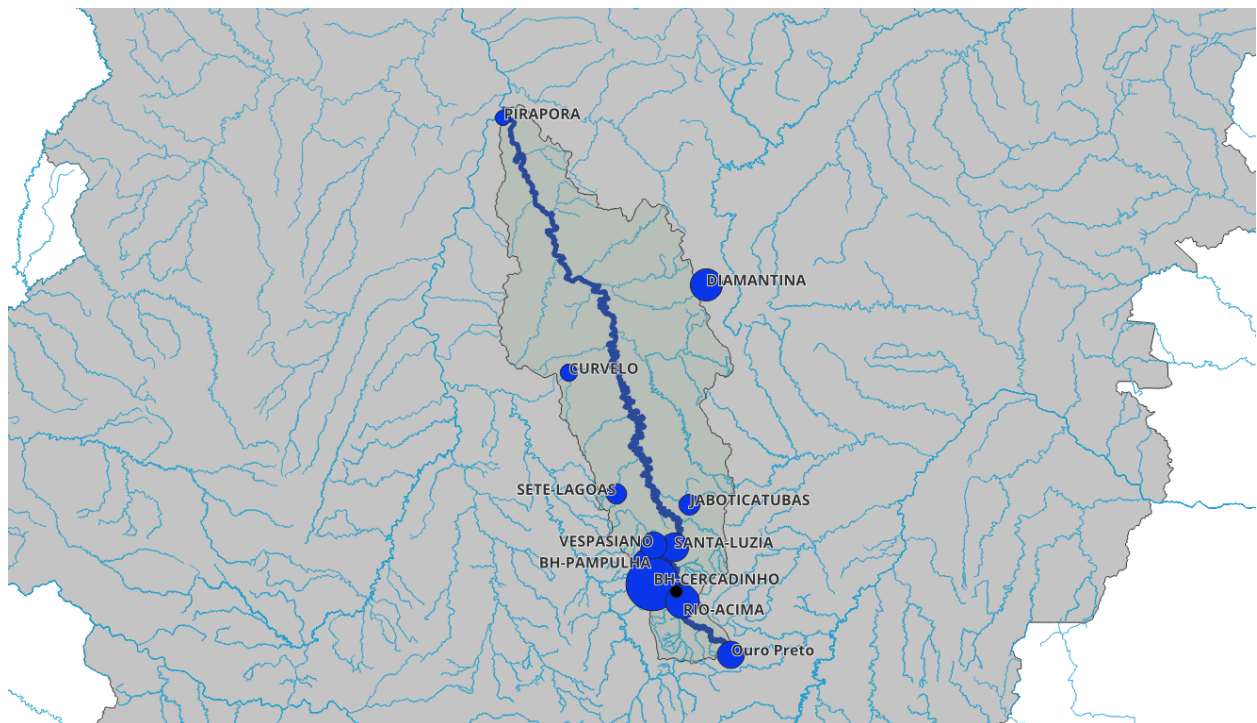 PIRAPORA
DIAMANTINA
CURVELO
SETE-LAGOAS
JABOTICATUBAS
VESPASIANO
SANTA-LUZIA
BH-PAMPULHA
BH-CERCADINHO
RIO-ACIMA
Ouro Preto